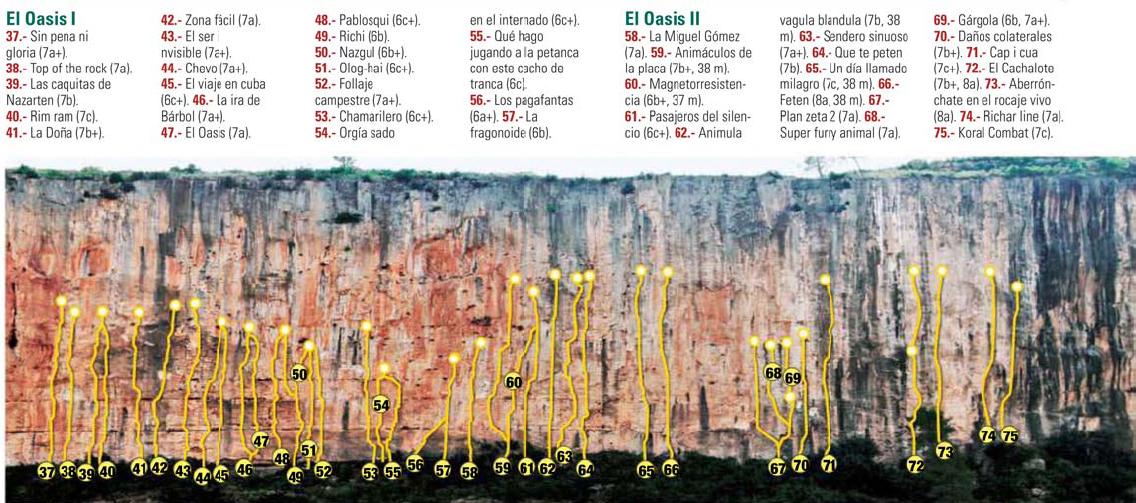 El Oasis I
37.- Sin pena ni
gloria (7a+).
38.- Top of the rock (7a).
39.- Las caquitas de
Nazarten (7b).
40.- Rim ram (7c).
41.- La Doña (7b+).
42.- Zona fácil (7a).
43.- El ser i
nvisible (7c+).
44.- Chevo (7a+).
45.- El viaje en cuba
(6c+). 46.- La ira de
Bárbol (7a+).
47.- El Oasis (7a).
48.- Pablosqui (6c+).
49.- Richi (6b).
50.- Nazgul (6b+).
51.- Olog-hai (6c+).
52.- Follaje
campestre (7a+).
53.- Chamarilero (6c+).
54.- Orgía sado
en el internado (6c+).
55.- Qué hago
jugando a la petanca
con este cacho de
tranca (6c).
56.- Los pagafantas
(6a+). 57.- La
fragonoide (6b).
El Oasis II
58.- La Miguel Gómez
(7a). 59.- Animáculos de
la placa (7b+, 38 m).
60.- Magnetorresisten-
cia (6b+, 37 m).
61.- Pasajeros del silen-
cio (6c+). 62.- Animula
vagula blandula (7b, 38
m). 63.- Sendero sinuoso
(7a+). 64.- Que te peten
(7b). 65.- Un día llamado
milagro (7c, 38 m). 66.-
Feten (8a, 38 m). 67.-
Plan zeta 2 (7a). 68.-
Super furry animal (7a).
69.- Gárgola (6b, 7a+).
70.- Daños colaterales
(7b+). 71.- Cap i cua
(7c+). 72.- El Cachalote
(7b+, 8a). 73.- Aberrón-
chate en el rocaje vivo
(8a). 74.- Richar line (7a).
75.- Koral Combat (7c).
50
68
69
60
54
47
51
48
74
75
73
63
37
38
39
40
41
42
43
44
45
46
49
52
53
55
56
57
58
59
61
62
64
65
66
67
70
71
72